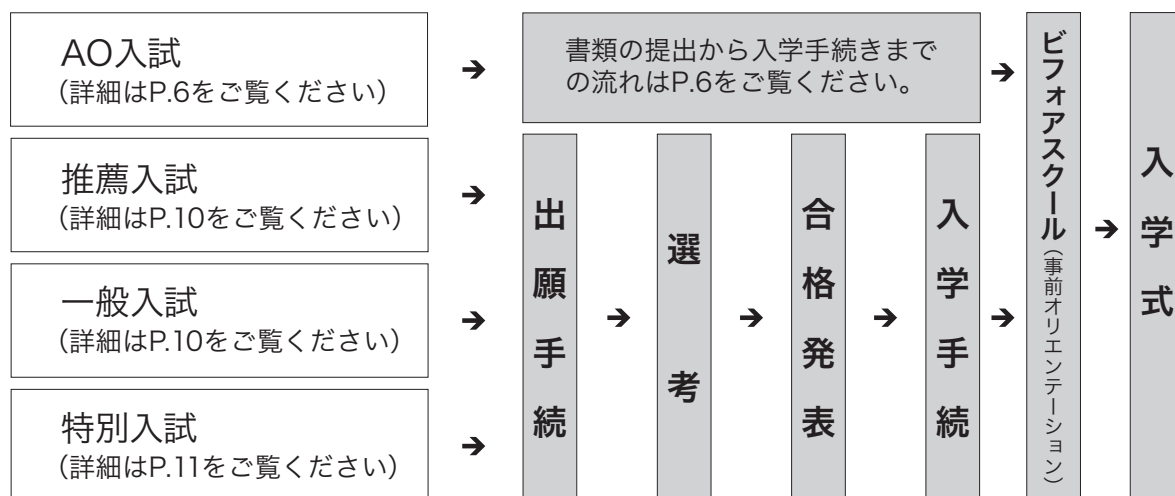 AO入試
（詳細はP.6をご覧ください）
➔
書類の提出から入学手続きまで
の流れはP.6をご覧ください。
➔
推薦入試
（詳細はP.10をご覧ください）
➔
一般入試
（詳細はP.10をご覧ください）
➔
特別入試
（詳細はP.11をご覧ください）
➔
出願手続
➔
選考
➔
合格発表
➔
入学手続
➔
ビフォアスクール（事前オリエンテーション）
➔
入学式